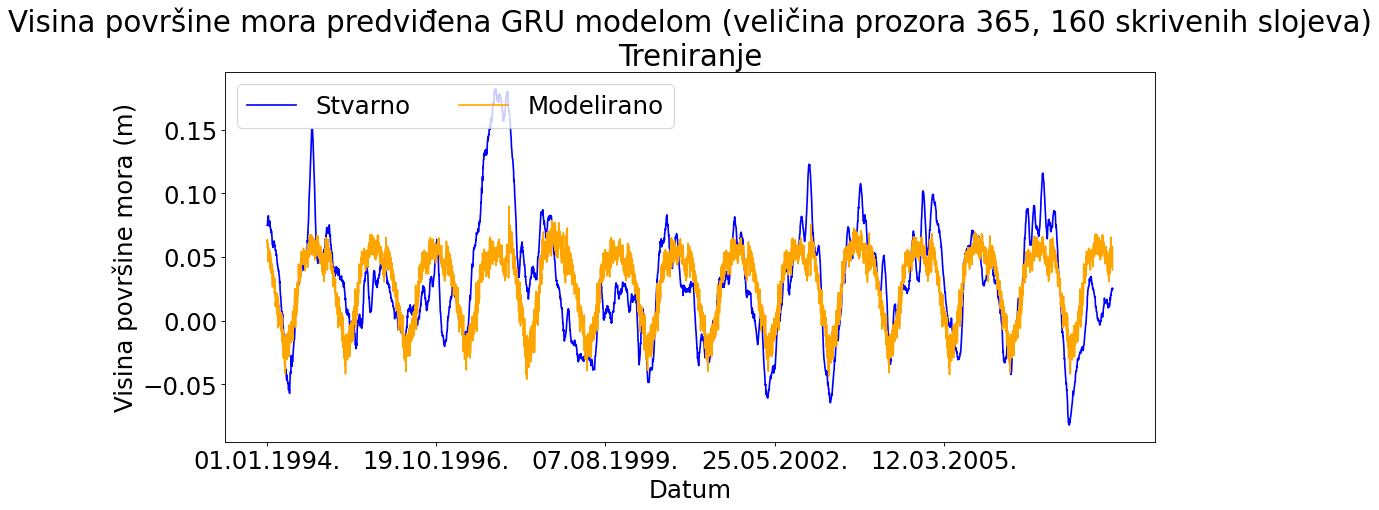 Visina površine mora predviđena GRU modelom (veličina prozora 365, 160 skrivenih slojeva)
Treniranje
Stvarno Modelirano
Visina površine mora (m)
0.15
0.10
0.05
0.00
−0.05
01.01.1994. 19.10.1996. 07.08.1999. 25.05.2002. 12.03.2005.
Datum